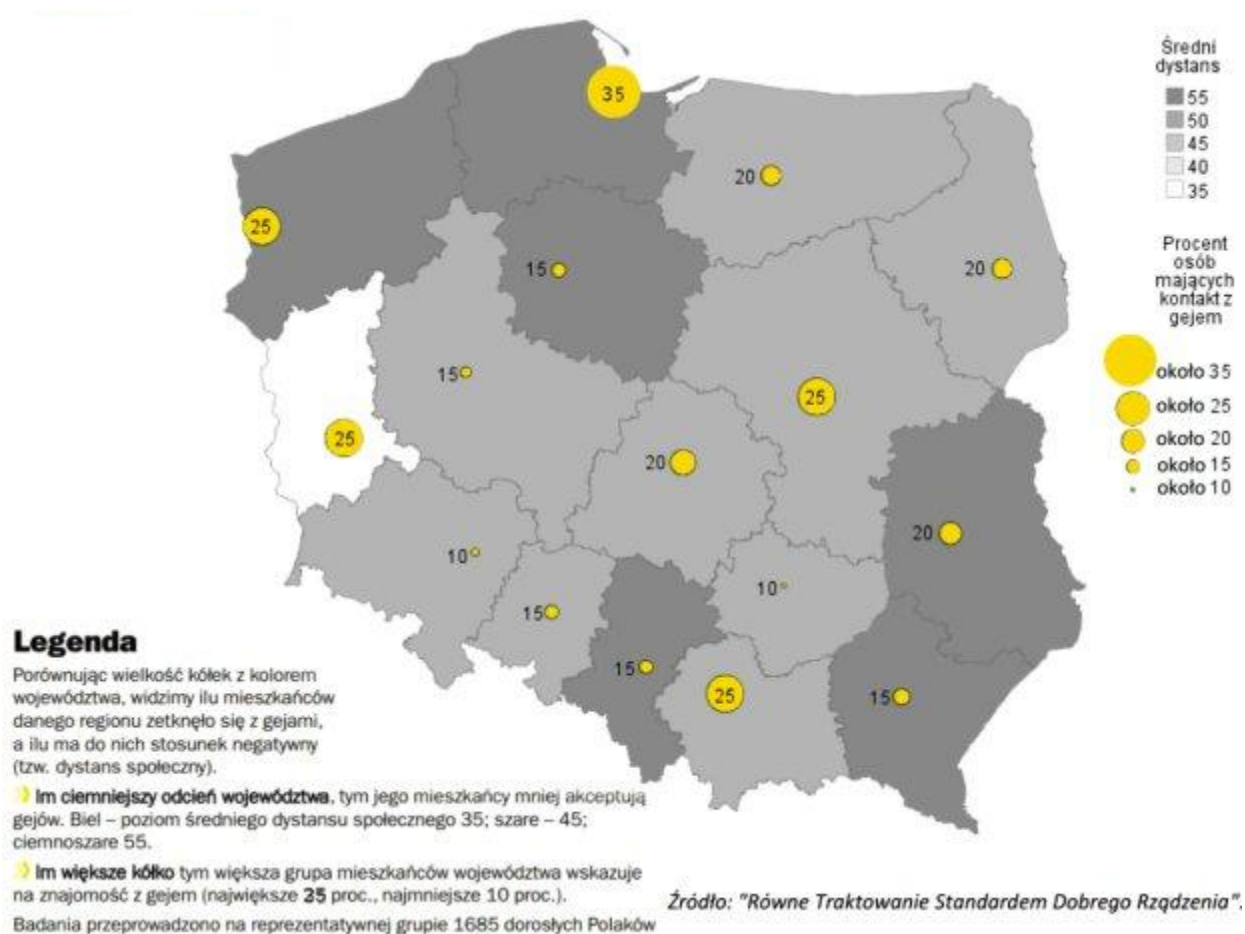 Średni
dystans
55
50
45
40
35
Procent
osób
mających
kontakt z
gejem
około 35
około 25
około 20
około 15
około 10
35
20
25
15
20
15
25
25
20
20
10
10
15
15
25
15
Legenda
Porównując wielkość kółek z kolorem
województwa, widzimy ilu mieszkańców
danego regionu zetknęło się z gejami,
a ilu ma do nich stosunek negatywny
(tzw. dystans społeczny).
Im ciemniejszy odcień województwa, tym jego mieszkańcy mniej akceptują
gejów. Biel – poziom średniego dystansu społecznego 35; szare – 45;
ciemnoszare 55.
Im większe kółko tym większa grupa mieszkańców województwa wskazuje
na znajomość z gejem (największe 25 proc., najmniejsze 10 proc.).
Badania przeprowadzono na reprezentatywnej grupie 1685 dorosłych Polaków
Źródło: "Równe Traktowanie Standardem Dobrego Rządzenia".